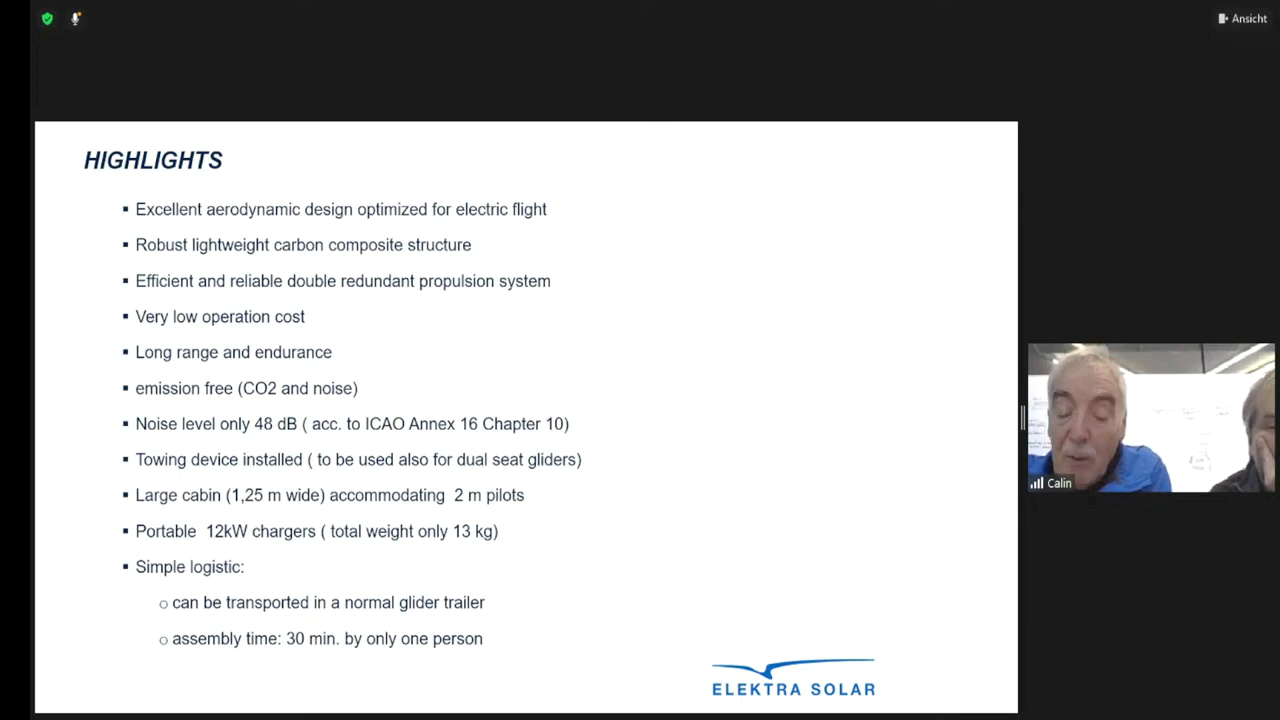 Ansicht
HIGHLIGHTS
▪ Excellent aerodynamic design optimized for electric flight
▪ Robust lightweight carbon composite structure
▪ Efficient and reliable double redundant propulsion system
▪ Very low operation cost
▪ Long range and endurance
▪ emission free (CO2 and noise)
▪ Noise level only 48 dB ( acc. to ICAO Annex 16 Chapter 10)
▪ Towing device installed ( to be used also for dual seat gliders)
▪ Large cabin (1,25 m wide) accommodating 2 m pilots
▪ Portable 12kW chargers ( total weight only 13 kg)
▪ Simple logistic:
o can be transported in a normal glider trailer
o assembly time: 30 min. by only one person
ELEKTRA SOLAR
Calin